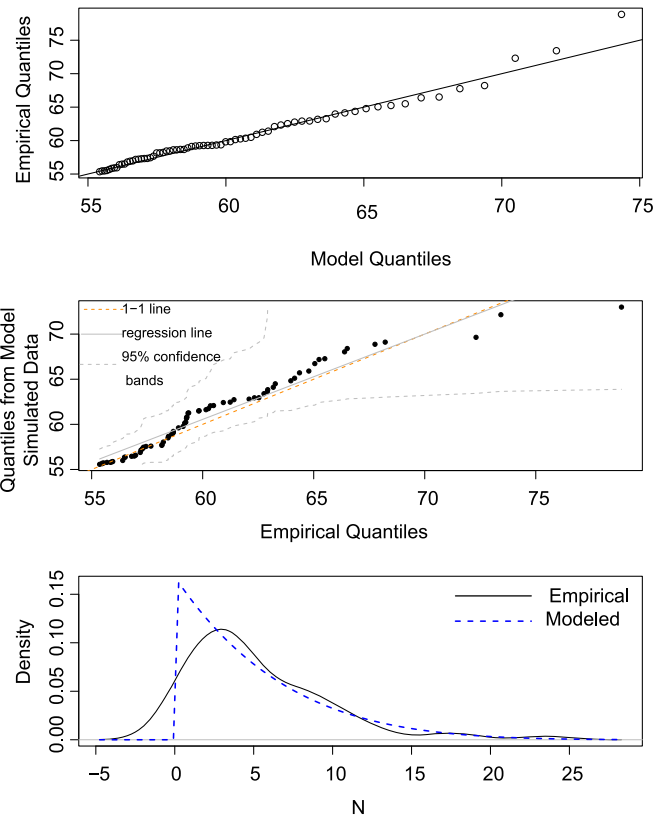 Empirical Quantiles
75
70
65
60
55
55
60
65
70
75
Model Quantiles
Quantiles from Model
Simulated Data
70
65
60
55
1−1 line
regression line
95% confidence
bands
55
60
65
70
75
Empirical Quantiles
Density
0.15
0.10
0.05
0.00
Empirical
Modeled
−5
0
5
10
15
20
25
N